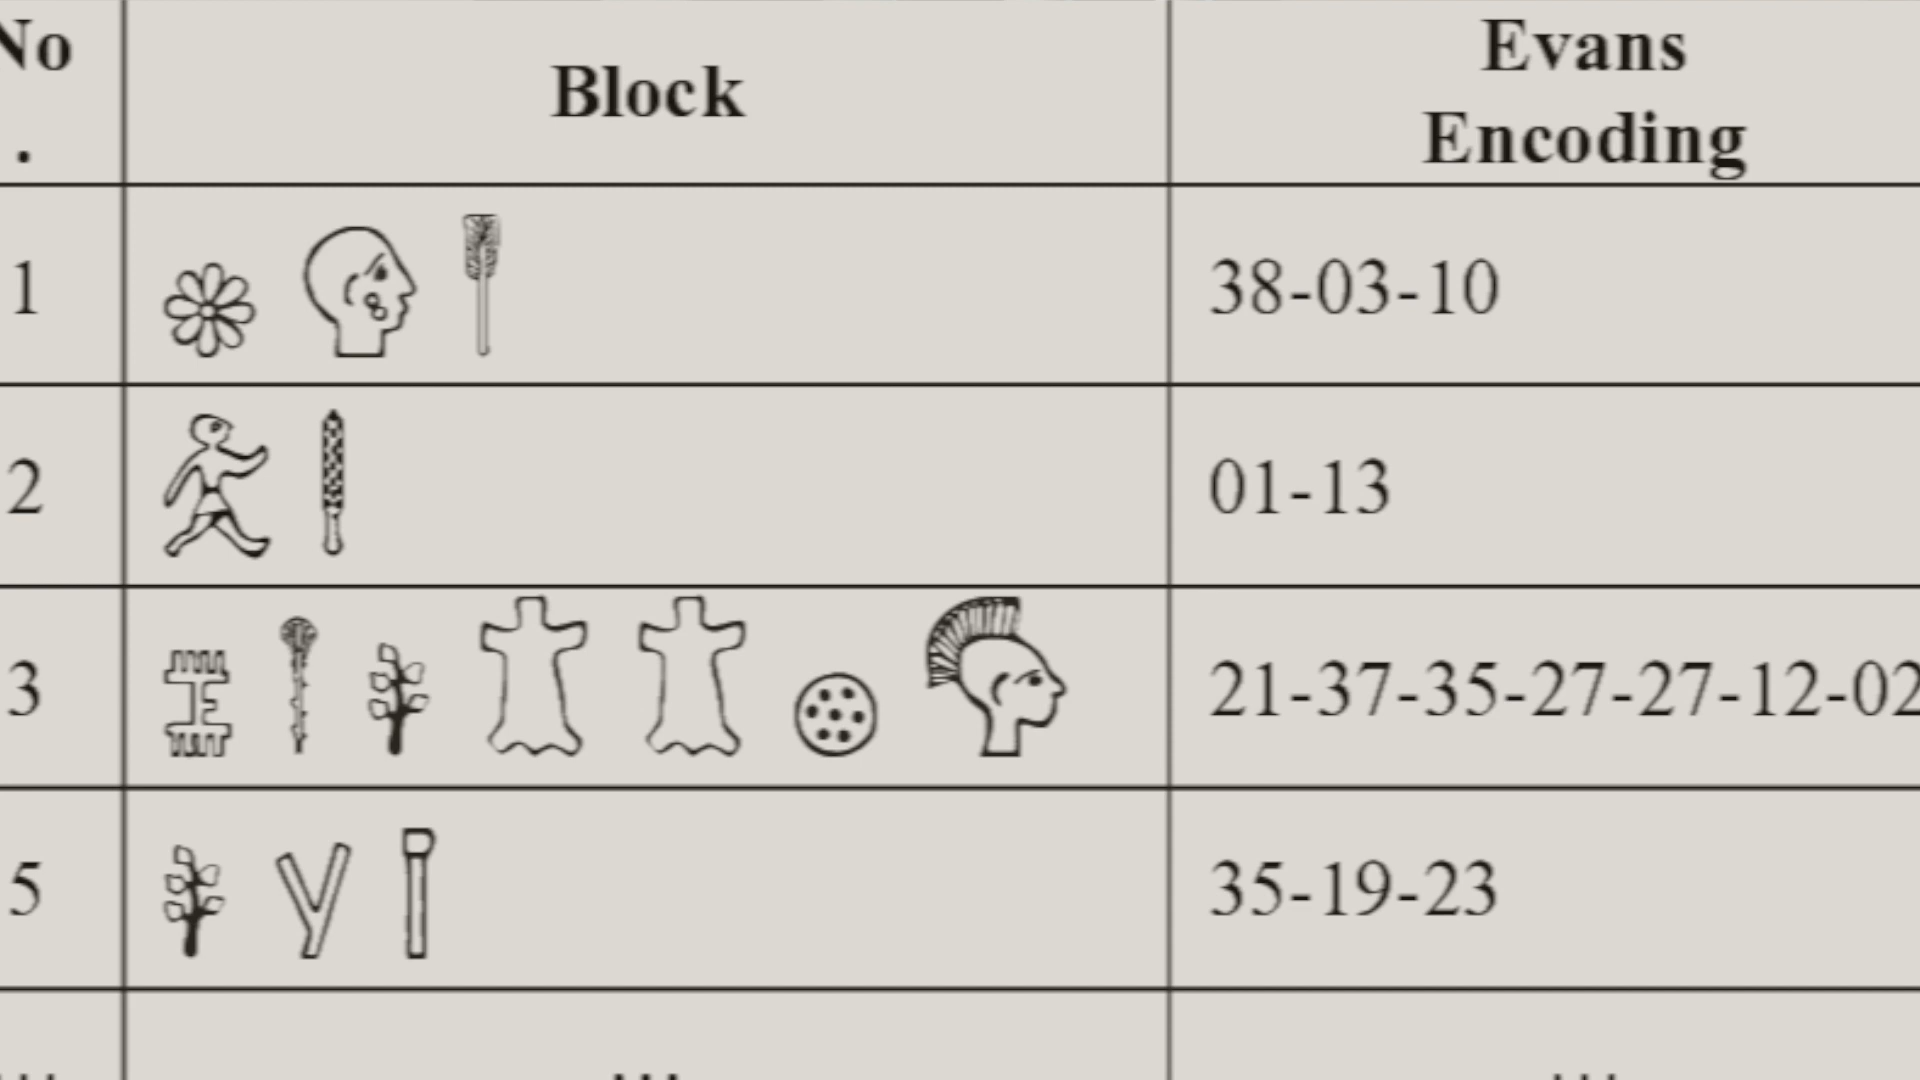 No
.
Block
Evans
Encoding
1 𐇵 𐇒 𐇙 38-03-10
2 𐇐 𐇜 01-13
3 𐇤 𐇴 𐇲 𐇪 𐇪 𐇛 𐇑 21-37-35-27-27-12-02
5 𐇲 𐇢 𐇦 35-19-23
... ... ...